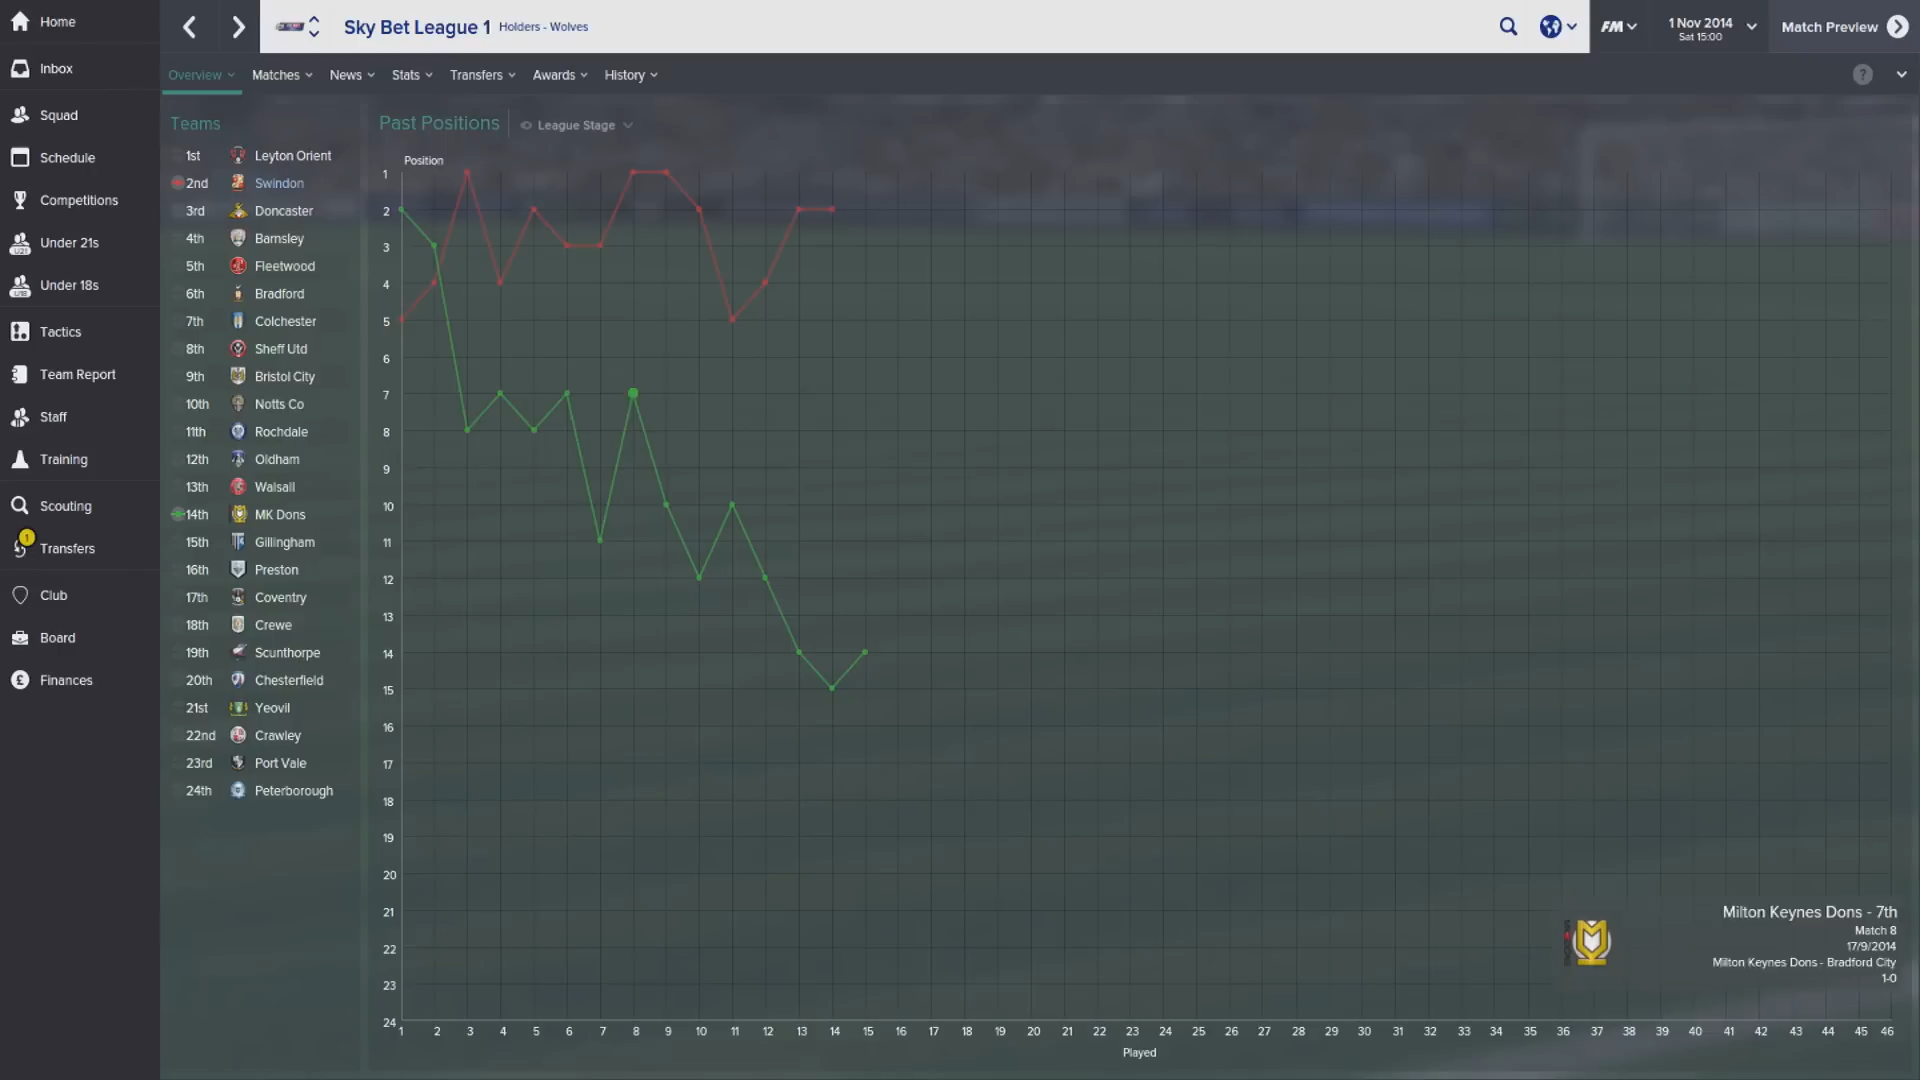 Home
Inbox
Squad
Schedule
Competitions
Under 21s
Under 18s
Tactics
Team Report
Staff
Training
Scouting
1
Transfers
Club
Board
Finances
Sky Bet League 1 Holders - Wolves
FM
1 Nov 2014
Sat 15:00
Match Preview
Overview Matches News Stats Transfers Awards History
?
Teams
1st Leyton Orient
2nd Swindon
3rd Doncaster
4th Barnsley
5th Fleetwood
6th Bradford
7th Colchester
8th Sheff Utd
9th Bristol City
10th Notts Co
11th Rochdale
12th Oldham
13th Walsall
14th MK Dons
15th Gillingham
16th Preston
17th Coventry
18th Crewe
19th Scunthorpe
20th Chesterfield
21st Yeovil
22nd Crawley
23rd Port Vale
24th Peterborough
Past Positions League Stage
Position
1
2
3
4
5
6
7
8
9
10
11
12
13
14
15
16
17
18
19
20
21
22
23
24
1 2 3 4 5 6 7 8 9 10 11 12 13 14 15 16 17 18 19 20 21 22 23 24 25 26 27 28 29 30 31 32 33 34 35 36 37 38 39 40 41 42 43 44 45 46
Played
Milton Keynes Dons - 7th
Match 8
17/9/2014
Milton Keynes Dons - Bradford City
1-0